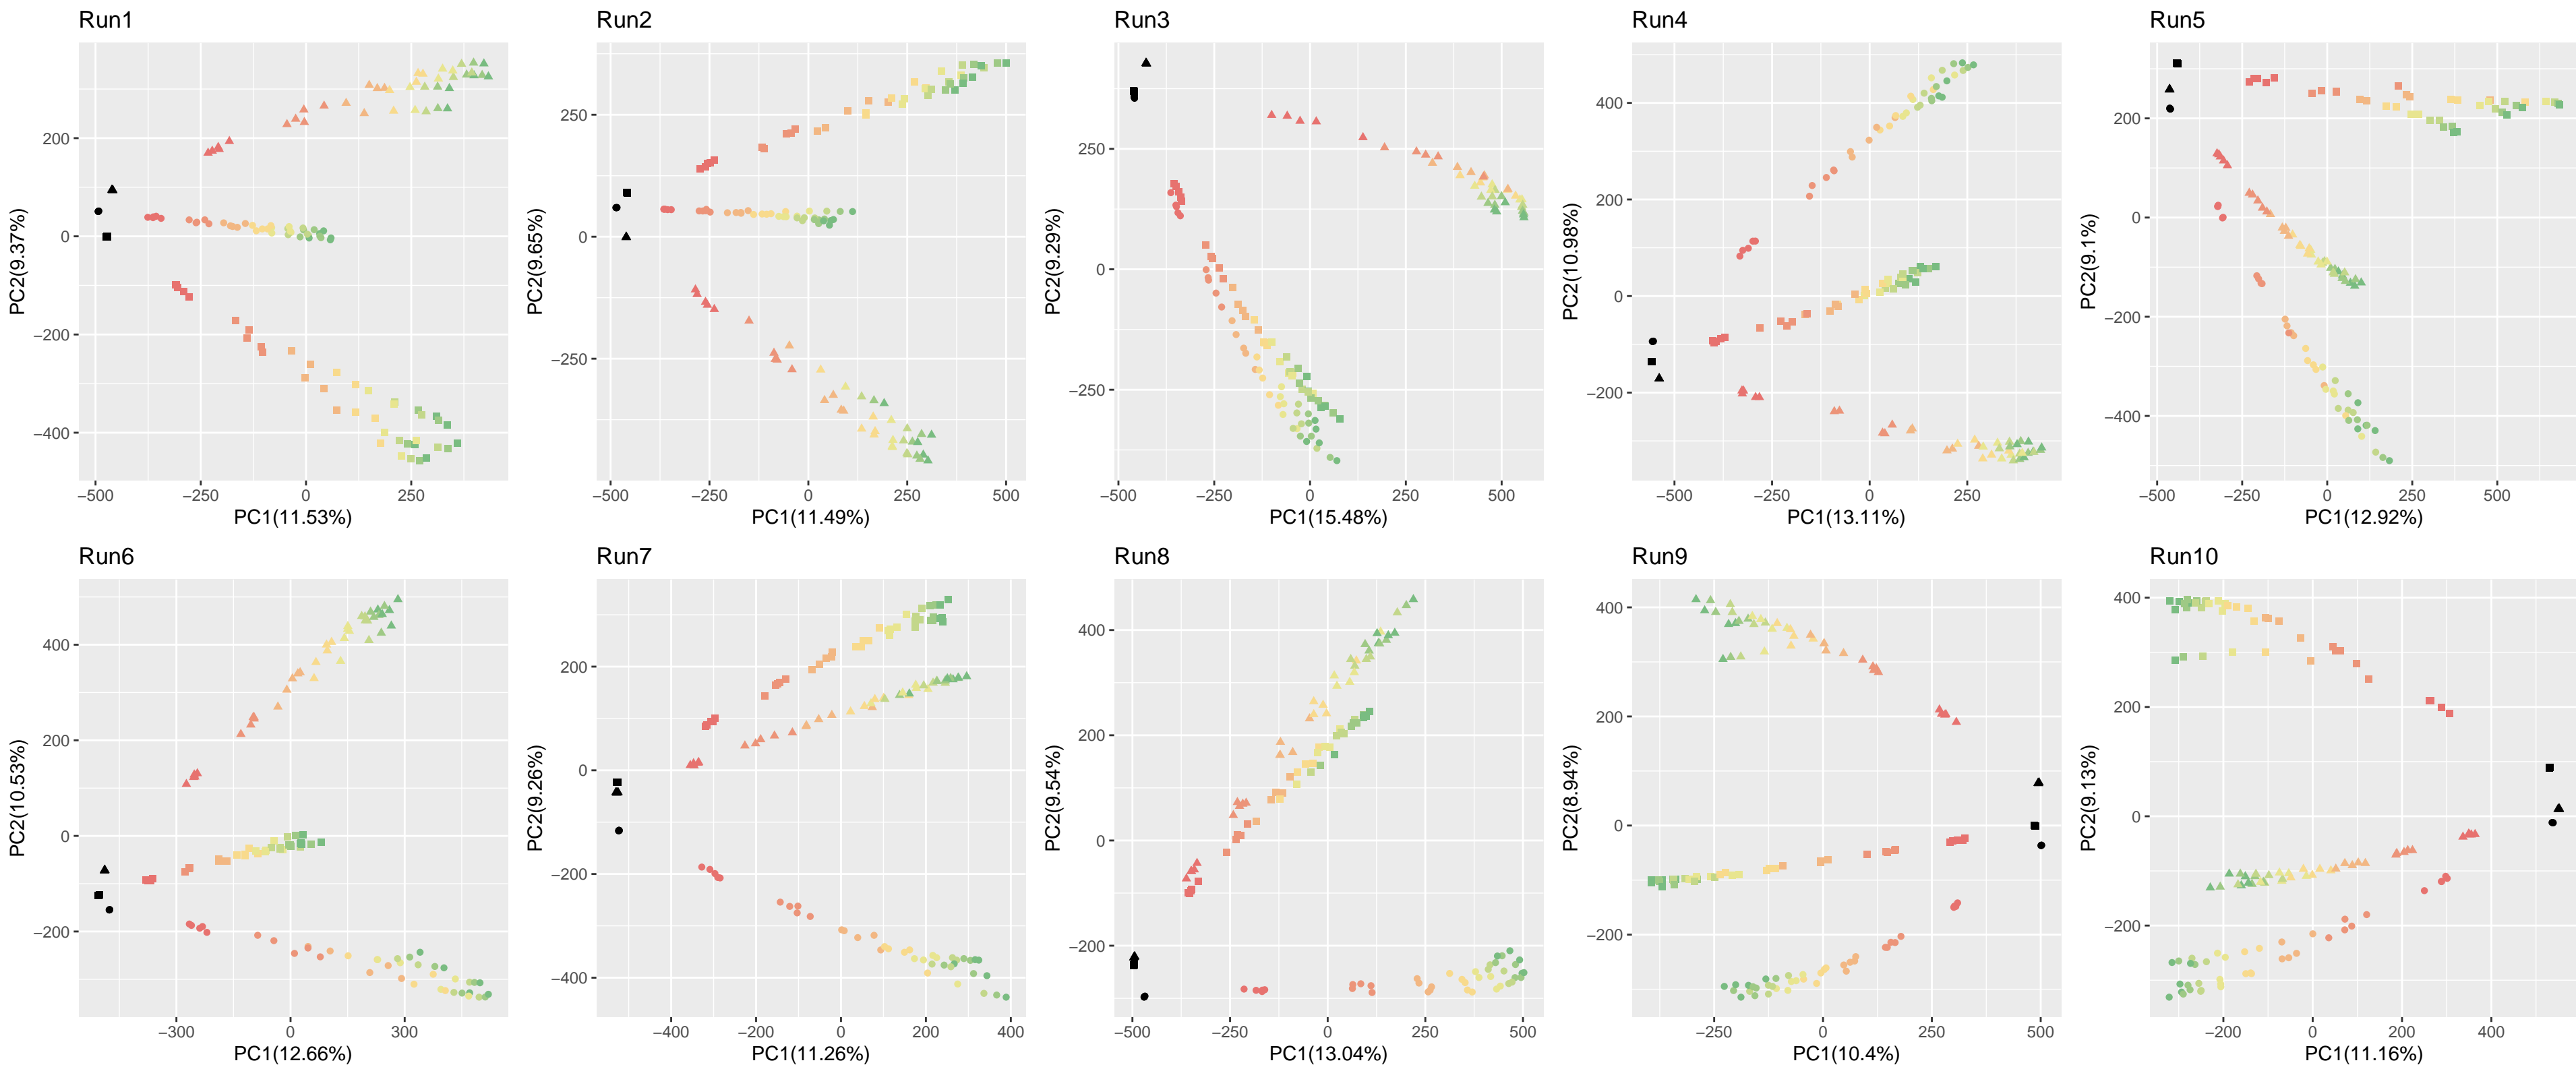 Run1
Run2
Run3
Run4
Run5
PC2(9.37%)
200
0
−200
−400
−500
−250
0
250
PC1(11.53%)
PC2(9.65%)
250
0
−250
−500
−250
0
250
500
PC1(11.49%)
PC2(9.29%)
250
0
−250
−500
−250
0
250
500
PC1(15.48%)
PC2(10.98%)
400
200
0
−200
−500
−250
0
250
PC1(13.11%)
PC2(9.1%)
200
0
−200
−400
−500
−250
0
250
500
PC1(12.92%)
Run6
Run7
Run8
Run9
Run10
PC2(10.53%)
400
200
0
−200
−300
0
300
PC1(12.66%)
PC2(9.26%)
200
0
−200
−400
−400
−200
0
200
400
PC1(11.26%)
PC2(9.54%)
400
200
0
−200
−500
−250
0
250
500
PC1(13.04%)
PC2(8.94%)
400
200
0
−200
−250
0
250
500
PC1(10.4%)
PC2(9.13%)
400
200
0
−200
−200
0
200
400
PC1(11.16%)